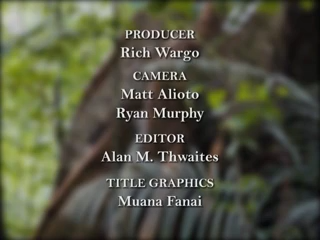 PRODUCER
Rich Wargo
CAMERA
Matt Alioto
Ryan Murphy
EDITOR
Alan M. Thwaites
TITLE GRAPHICS
Muana Fanai